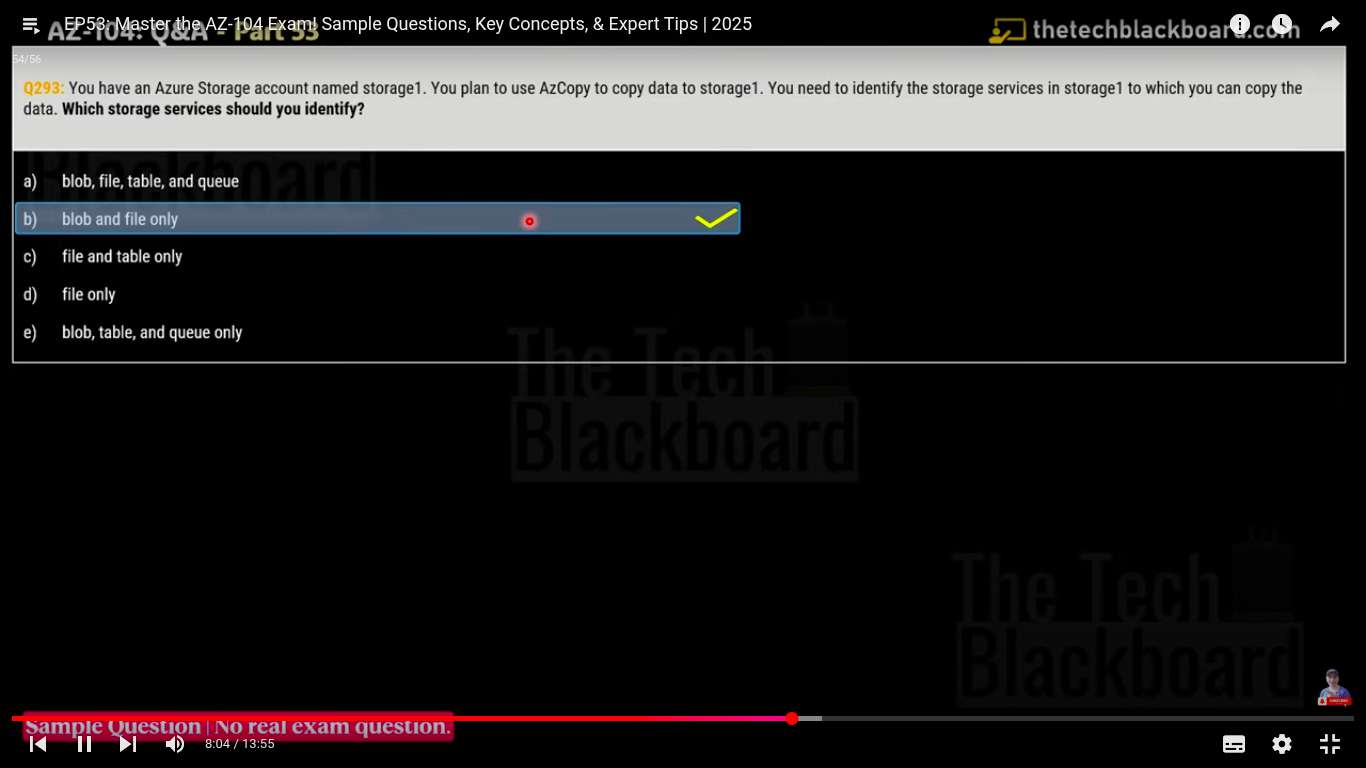 EP53: Master the AZ-104 Exam! Sample Questions, Key Concepts, & Expert Tips | 2025
AZ-104: Q&A - Part 53
thetechblackboard.com
54/56
Q293: You have an Azure Storage account named storage1. You plan to use AzCopy to copy data to storage1. You need to identify the storage services in storage1 to which you can copy the
data. Which storage services should you identify?
Blackboard
a) blob, file, table, and queue
b) blob and file only
c) file and table only
d) file only
e) blob, table, and queue only
The Tech
Blackboard
The Tech
Blackboard
Sample Question | No real exam question.
8:04 / 13:55